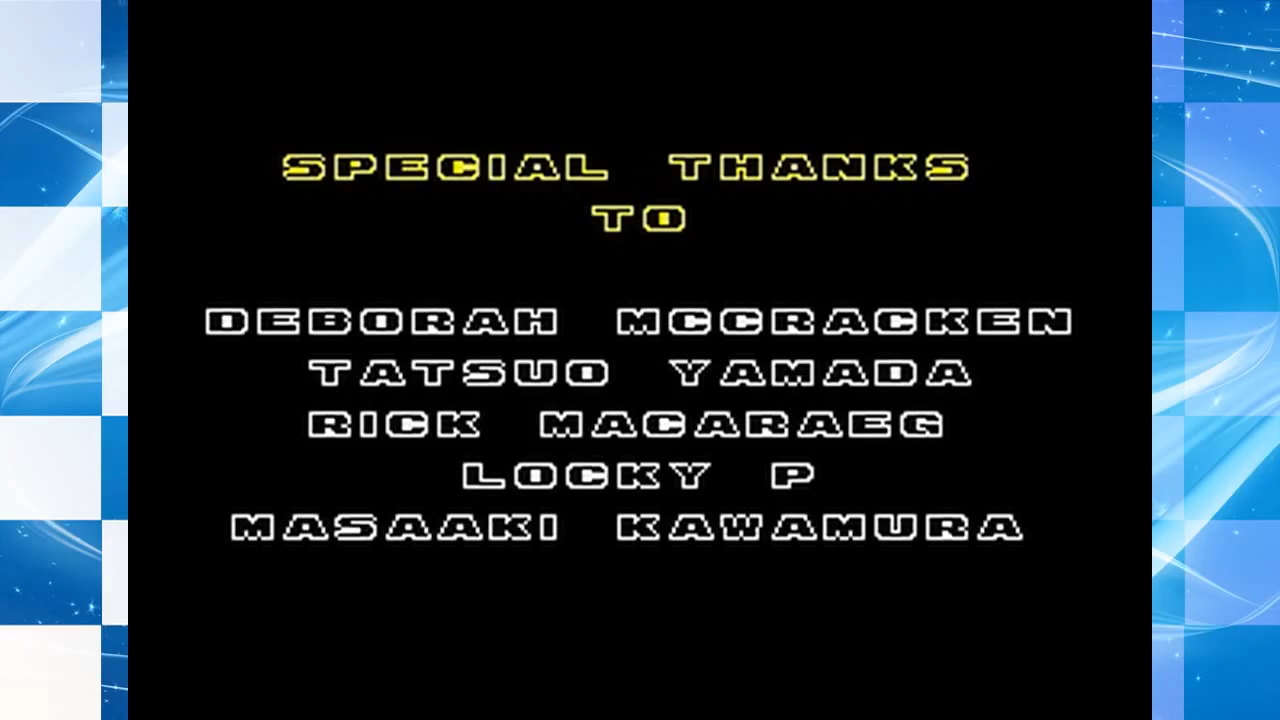 SPECIAL THANKS
TO
DEBORAH MCCRACKEN
TATSUO YAMADA
RICK MACARAEG
LOCKY P
MASAAKI KAWAMURA